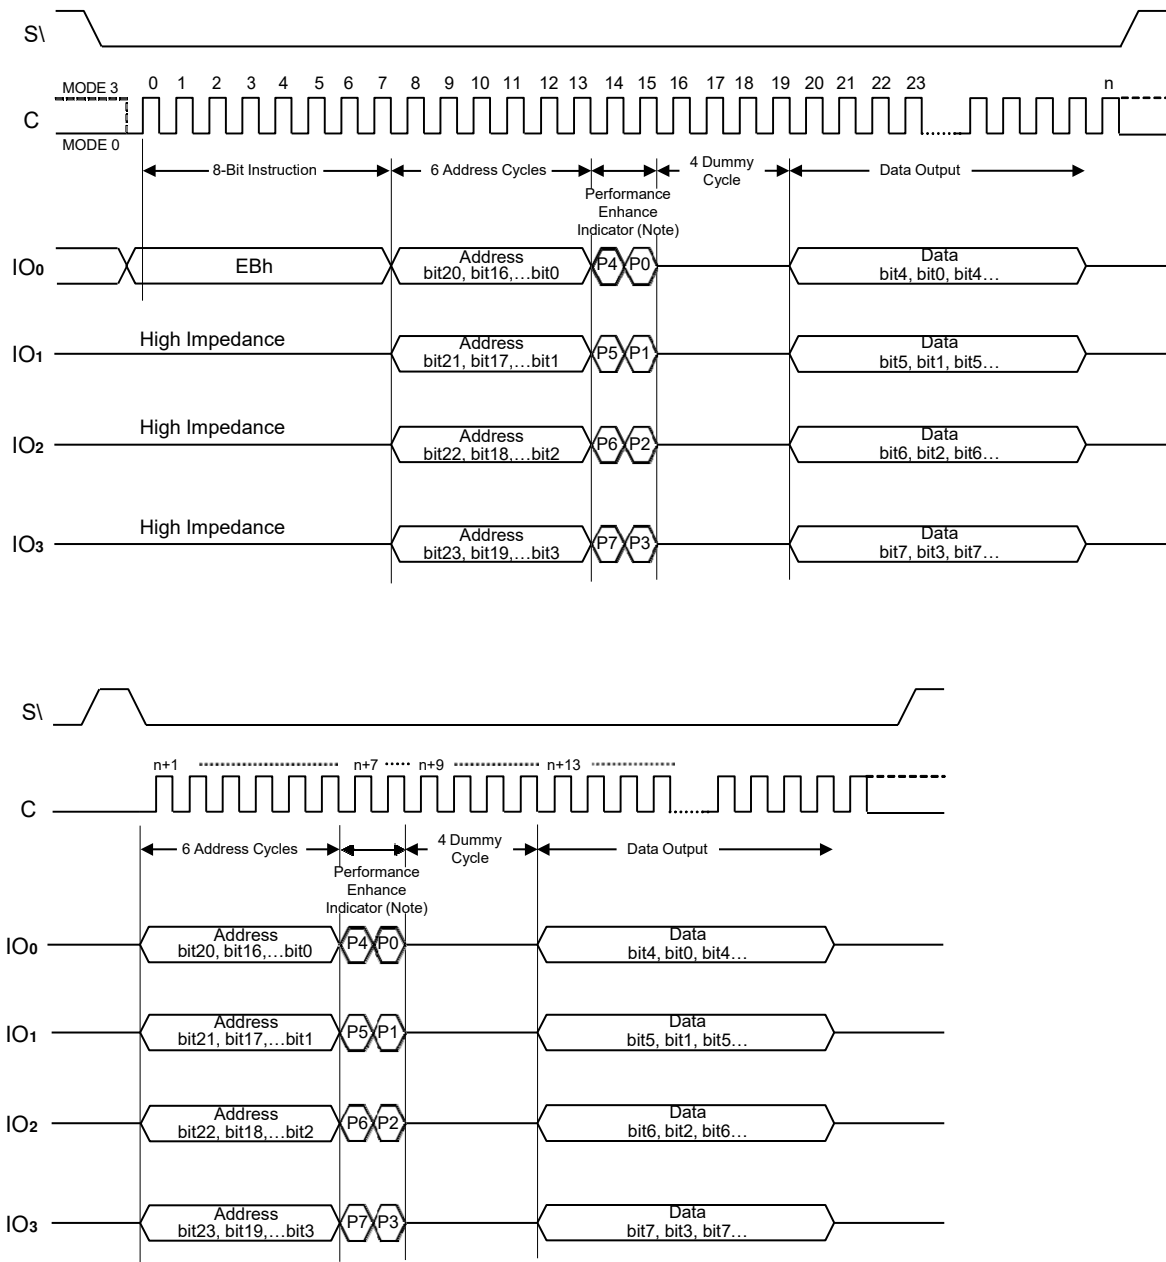 S\
MODE 3
0 1 2 3 4 5 6 7 8 9 10 11 12 13 14 15 16 17 18 19 20 21 22 23 n
C
MODE 0
8-Bit Instruction
6 Address Cycles
4 Dummy
Cycle
Data Output
Performance
Enhance
Indicator (Note)
IO0
EBh
Address
bit20, bit16,…bit0
P4 P0
Data
bit4, bit0, bit4…
IO1
High Impedance
Address
bit21, bit17,…bit1
P5 P1
Data
bit5, bit1, bit5…
IO2
High Impedance
Address
bit22, bit18,…bit2
P6 P2
Data
bit6, bit2, bit6…
IO3
High Impedance
Address
bit23, bit19,…bit3
P7 P3
Data
bit7, bit3, bit7…
S\
n+1 n+7 n+9 n+13
C
6 Address Cycles
4 Dummy
Cycle
Data Output
Performance
Enhance
Indicator (Note)
IO0
Address
bit20, bit16,…bit0
P4 P0
Data
bit4, bit0, bit4…
IO1
Address
bit21, bit17,…bit1
P5 P1
Data
bit5, bit1, bit5…
IO2
Address
bit22, bit18,…bit2
P6 P2
Data
bit6, bit2, bit6…
IO3
Address
bit23, bit19,…bit3
P7 P3
Data
bit7, bit3, bit7…